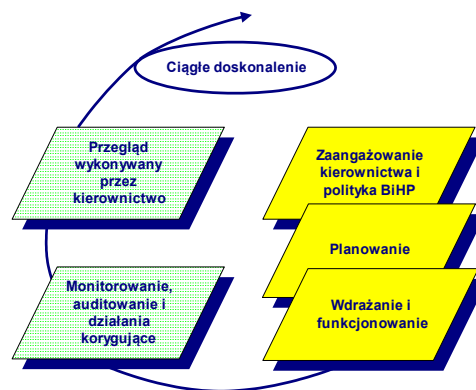 Ciągłe doskonalenie
Przegląd
wykonywany
przez
kierownictwo
Zaangażowanie
kierownictwa i
polityka BiHP
Planowanie
Monitorowanie,
auditowanie i
działania
korygujące
Wdrażanie i
funkcjonowanie